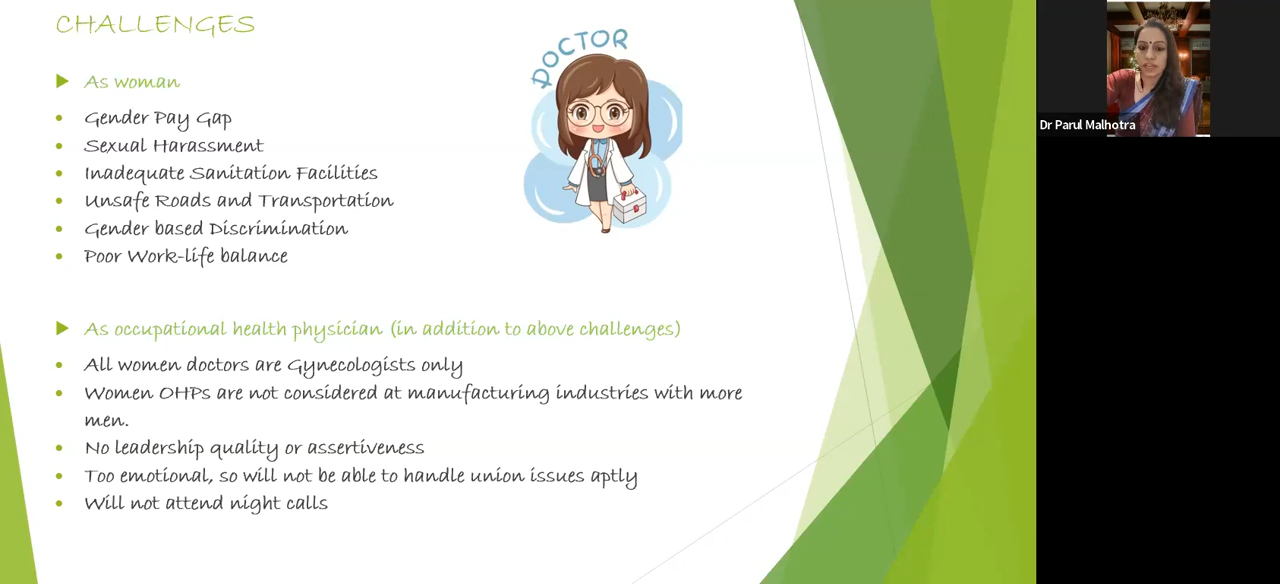 CHALLENGES
DOCTOR
As woman
Gender Pay Gap
Sexual Harassment
Inadequate Sanitation Facilities
Unsafe Roads and Transportation
Gender based Discrimination
Poor Work-life balance
As occupational health physician (in addition to above challenges)
All women doctors are Gynecologists only
Women OHPs are not considered at manufacturing industries with more
men.
No leadership quality or assertiveness
Too emotional, so will not be able to handle union issues aptly
Will not attend night calls
Dr Parul Malhotra